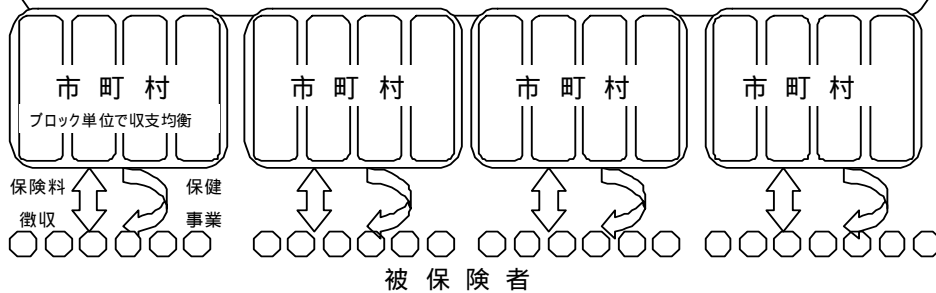 市町村 市町村 市町村 市町村
ブロック単位で収支均衡
保険料 保健
徴収 事業
被保険者